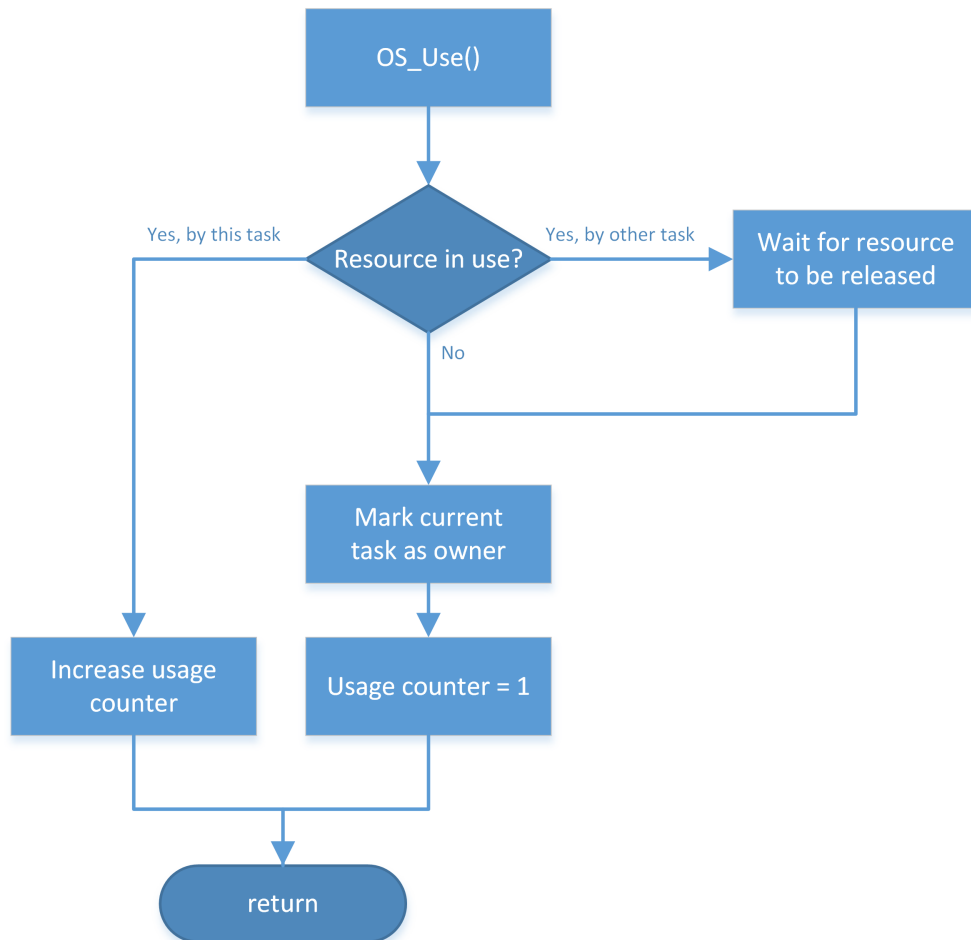 OS_Use()
Yes, by this task
Resource in use?
Yes, by other task
Wait for resource
to be released
No
Mark current
task as owner
Increase usage
counter
Usage counter = 1
return